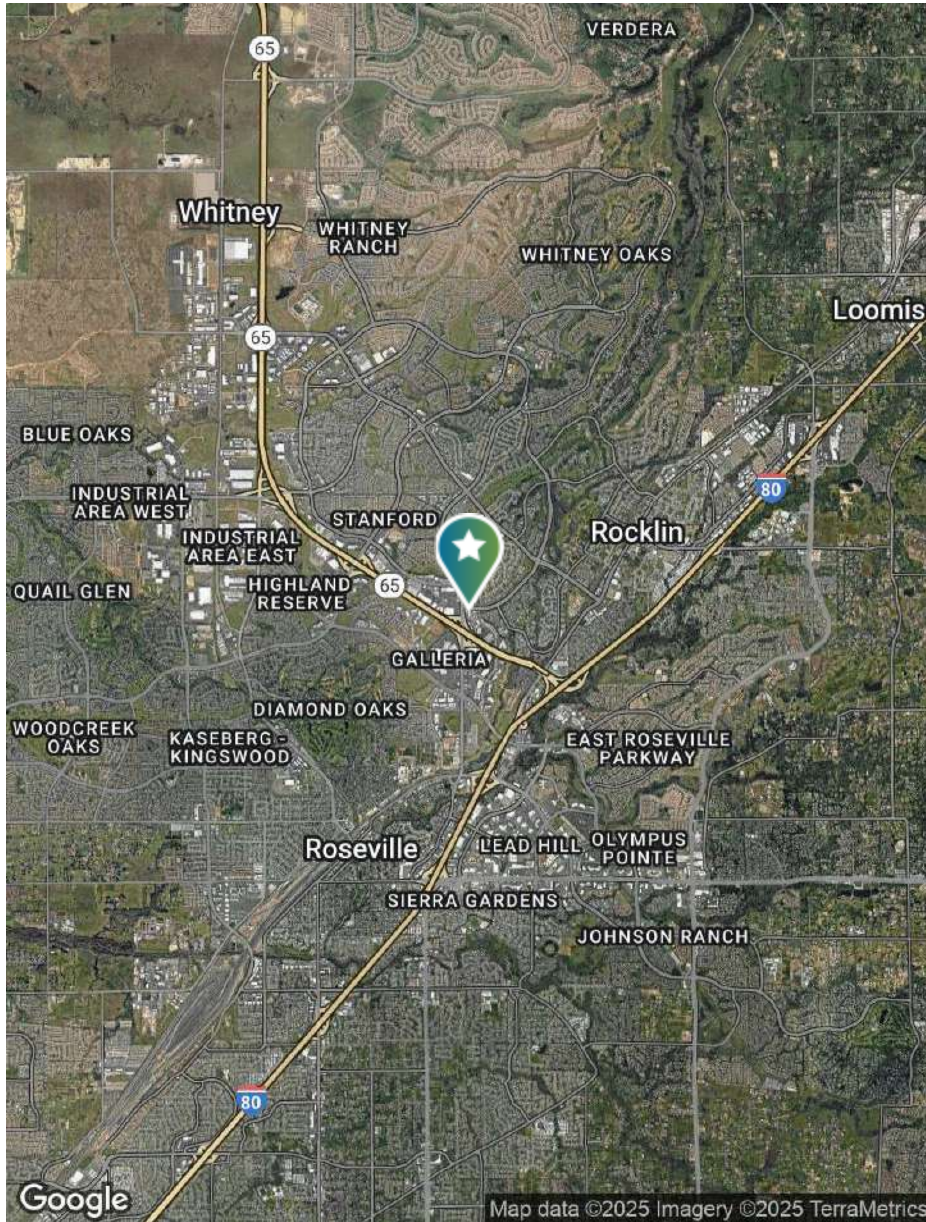 VERDERA
65
Whitney
WHITNEY
RANCH
WHITNEY OAKS
Loomis
65
BLUE OAKS
INDUSTRIAL
AREA WEST
80
STANFORD
Rocklin
INDUSTRIAL
AREA EAST
65
QUAIL GLEN
HIGHLAND
RESERVE
GALLERIA
DIAMOND OAKS
WOODCREEK
OAKS
KASEBERG -
KINGSWOOD
EAST ROSEVILLE
PARKWAY
Roseville
LEAD HILL
OLYMPUS
POINTE
SIERRA GARDENS
JOHNSON RANCH
80
Google
Map data ©2025 Imagery ©2025 TerraMetrics